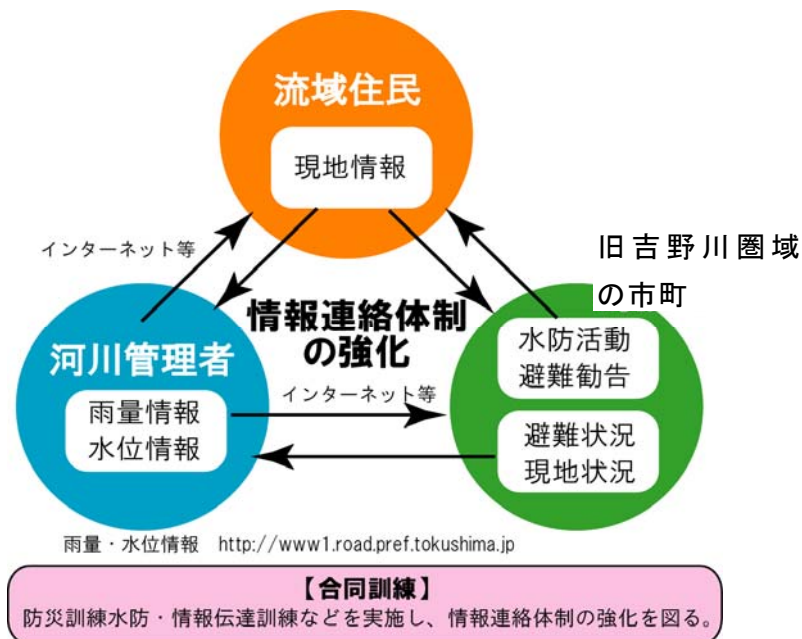 流域住民
現地情報
インターネット等
旧吉野川圏域
の市町
情報連絡体制
の強化
河川管理者
雨量情報
水位情報
インターネット等
水防活動
避難勧告
避難状況
現地状況
雨量・水位情報　http://www1.road.pref.tokushima.jp
【合同訓練】
防災訓練水防・情報伝達訓練などを実施し、情報連絡体制の強化を図る。